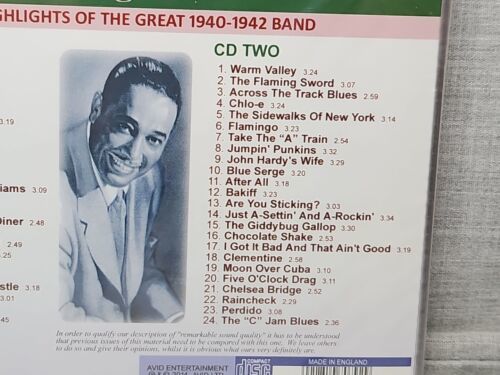 GHLIGHTS OF THE GREAT 1940-1942 BAND
CD TWO
1. Warm Valley 3.24
2. The Flaming Sword 3.07
3. Across The Track Blues 2.59
4. Chlo-e 3.24
5. The Sidewalks Of New York 3.14
6. Flamingo 3.23
7. Take The "A" Train 2.54
8. Jumpin' Punkins 3.32
9. John Hardy's Wife 3.29
10. Blue Serge 3.20
11. After All 3.18
12. Bakiff 3.23
13. Are You Sticking? 3.03
14. Just A-Settin' And A-Rockin' 3.34
15. The Giddybug Gallop 3.30
16. Chocolate Shake 2.53
17. I Got It Bad And That Ain't Good 3.19
18. Clementine 2.58
19. Moon Over Cuba 3.10
20. Five O'Clock Drag 3.11
21. Chelsea Bridge 2.52
22. Raincheck 2.29
23. Perdido 3.08
24. The "C" Jam Blues 2.36
3.19
iams 3.09
Diner 2.48
2.49
3.25
stle 3.18
3.00
2.45
In order to qualify our description of "remarkable sound quality" it has to be understood
that previous issues of this material need to be compared with this one. We leave others
to do so and give their opinions, whilst it is obvious what ours very definitely is.
AVID ENTERTAINMENT
COMPACT
disc
MADE IN ENGLAND